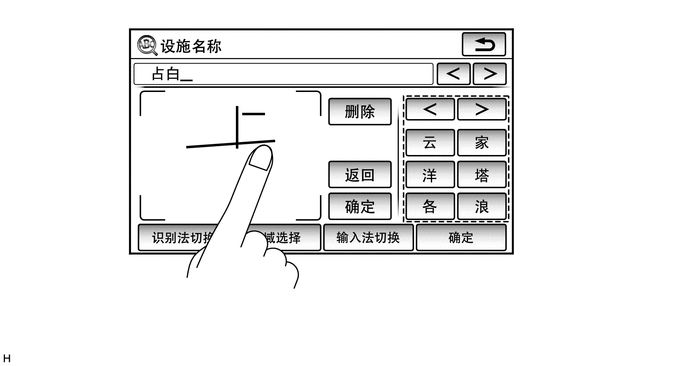 设施名称
占白_
< >
删除
< >
云 家
返回
洋 塔
确定
各 浪
识别法切换 域选择 输入法切换 确定
H